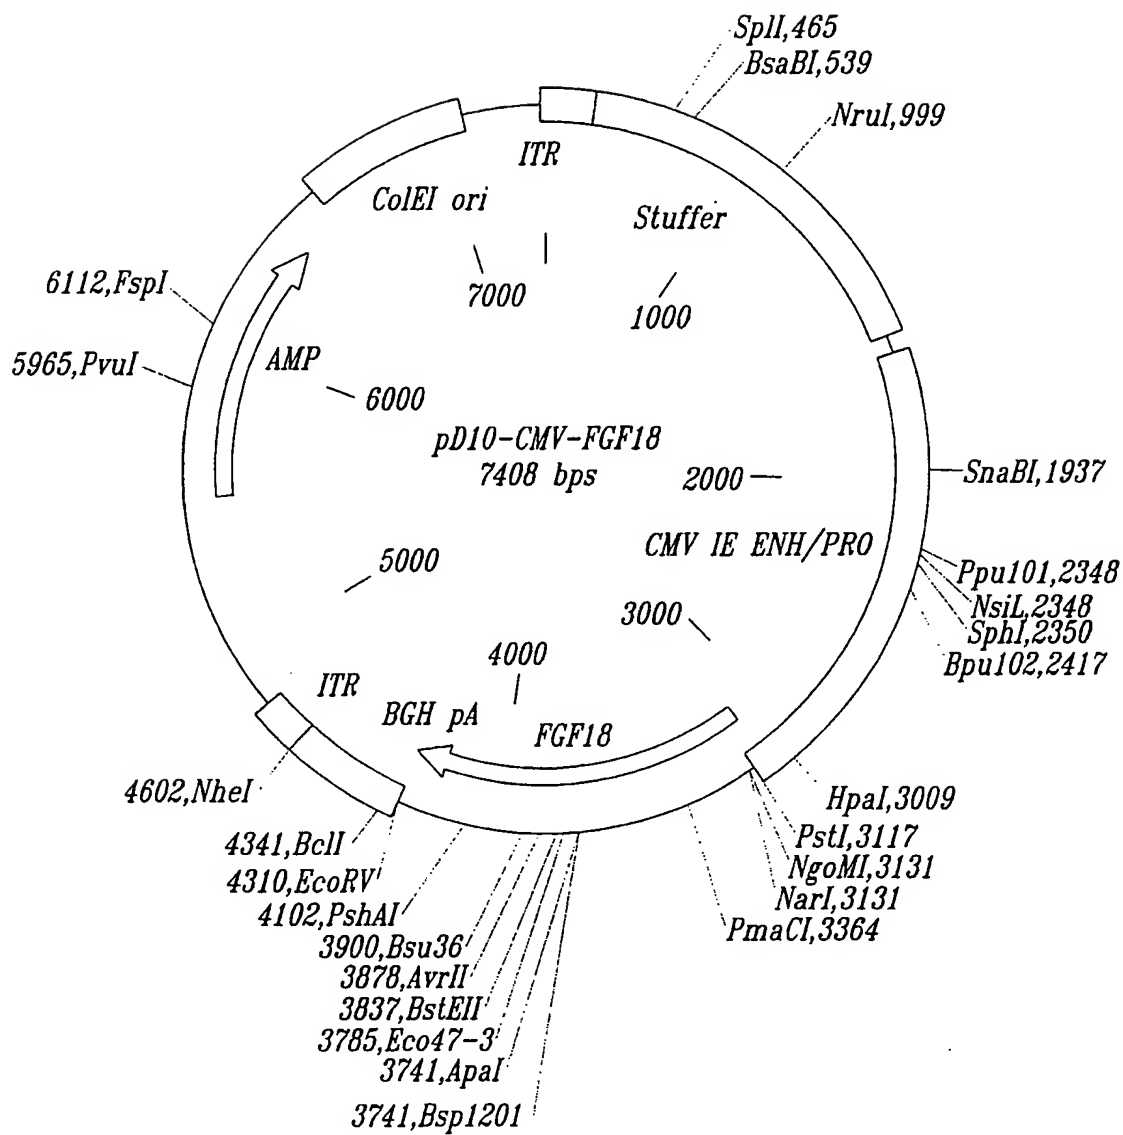 SplI,465
BsaBI,539
NruI,999
ITR
ColEI ori
Stuffer
7000
1000
6112,FspI
5965,PvuI
AMP
6000
pD10-CMV-FGF18
7408 bps
2000
SnaBI,1937
CMV IE ENH/PRO
5000
Ppu101,2348
NsiL,2348
SphI,2350
Bpu102,2417
3000
4000
ITR
BGH pA
FGF18
4602,NheI
HpaI,3009
PstI,3117
NgoMI,3131
NarI,3131
PmaCI,3364
4341,BclI
4310,EcoRV
4102,PshAI
3900,Bsu36
3878,AvrII
3837,BstEII
3785,Eco47-3
3741,ApaI
3741,Bsp1201